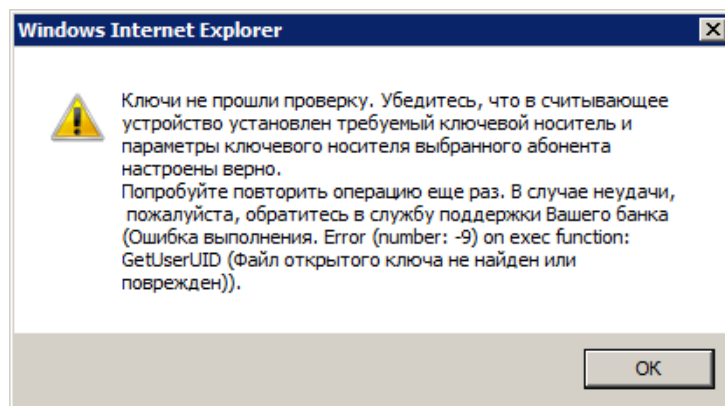 Windows Internet Explorer
Ключи не прошли проверку. Убедитесь, что в считывающее
устройство установлен требуемый ключевой носитель и
параметры ключевого носителя выбранного абонента
настроены верно.
Попробуйте повторить операцию еще раз. В случае неудачи,
пожалуйста, обратитесь в службу поддержки Вашего банка
(Ошибка выполнения. Error (number: -9) on exec function:
GetUserUID (Файл открытого ключа не найден или
поврежден)).
OK